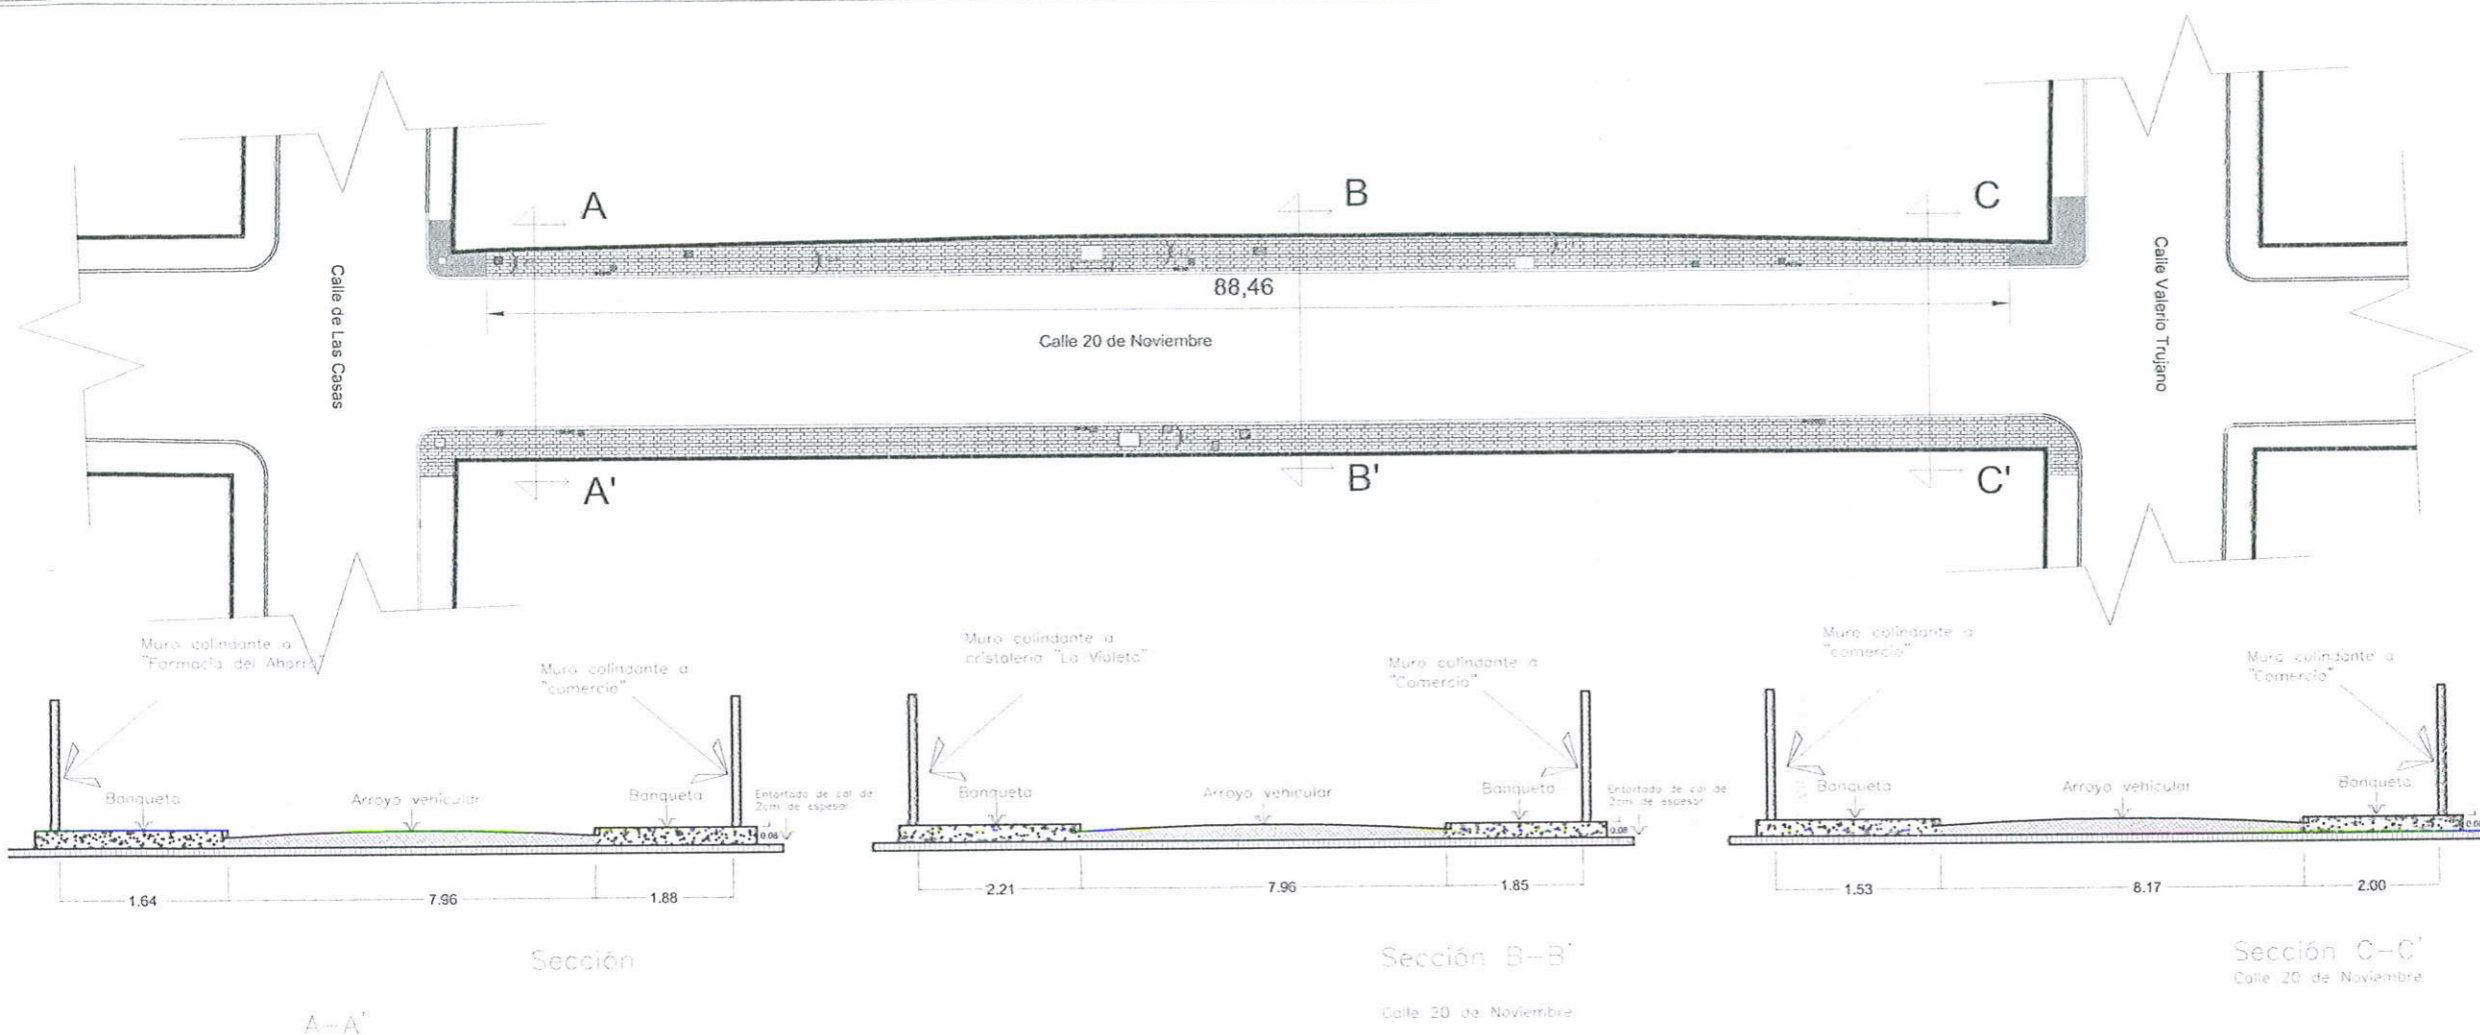 A
B
C
88,46
Calle 20 de Noviembre
Calle de Las Casas
Calle Valerio Trujano
A'
B'
C'
Muro colindante a
"Farmacia del Ahorro"
Muro colindante a
"comercio"
Banqueta
Arroyo vehicular
Banqueta
Entortado de cal de
2cm de espesor
0.08
1.64
7.96
1.88
Sección
A-A'
Muro colindante a
cristaleria "La Violeta"
Muro colindante a
"Comercio"
Banqueta
Arroyo vehicular
Banqueta
Entortado de cal de
2cm de espesor
0.08
2.21
7.96
1.85
Sección B-B'
Calle 20 de Noviembre
Muro colindante a
"comercio"
Muro colindante a
"Comercio"
Banqueta
Arroyo vehicular
Banqueta
1.53
8.17
2.00
Sección C-C'
Calle 20 de Noviembre